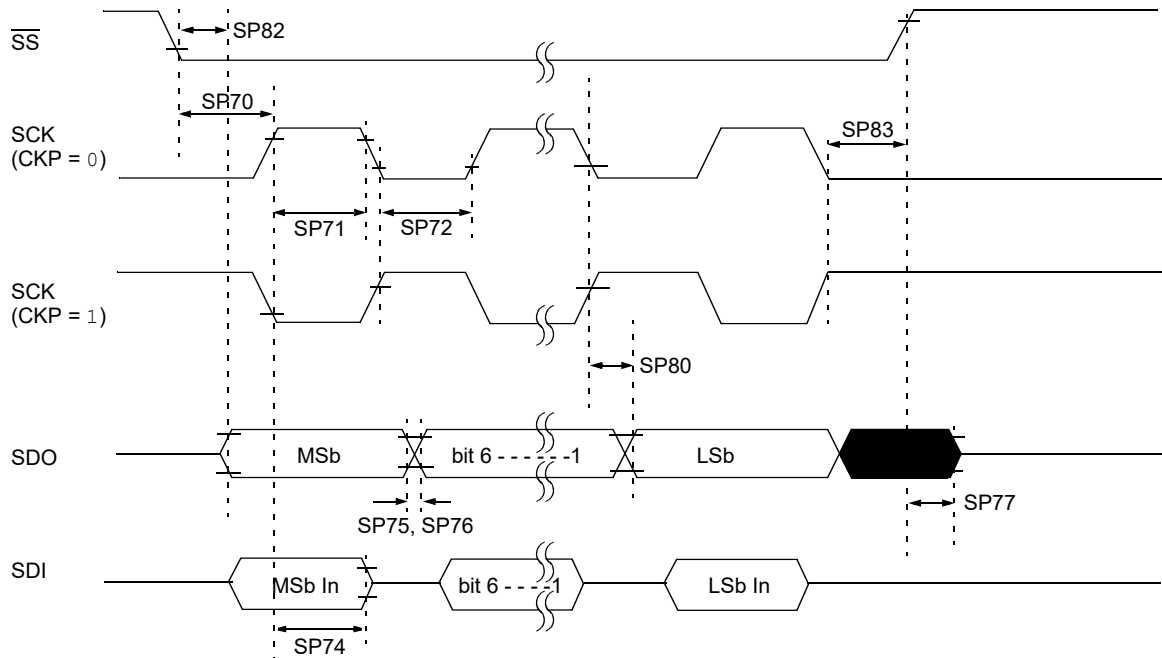 SS
SP82
SP70
SCK
(CKP = 0)
SP83
SP71
SP72
SCK
(CKP = 1)
SP80
SDO
MSb
bit 6 - - - - - -1
LSb
SP75, SP76
SP77
SDI
MSb In
bit 6 - - - -1
LSb In
SP74